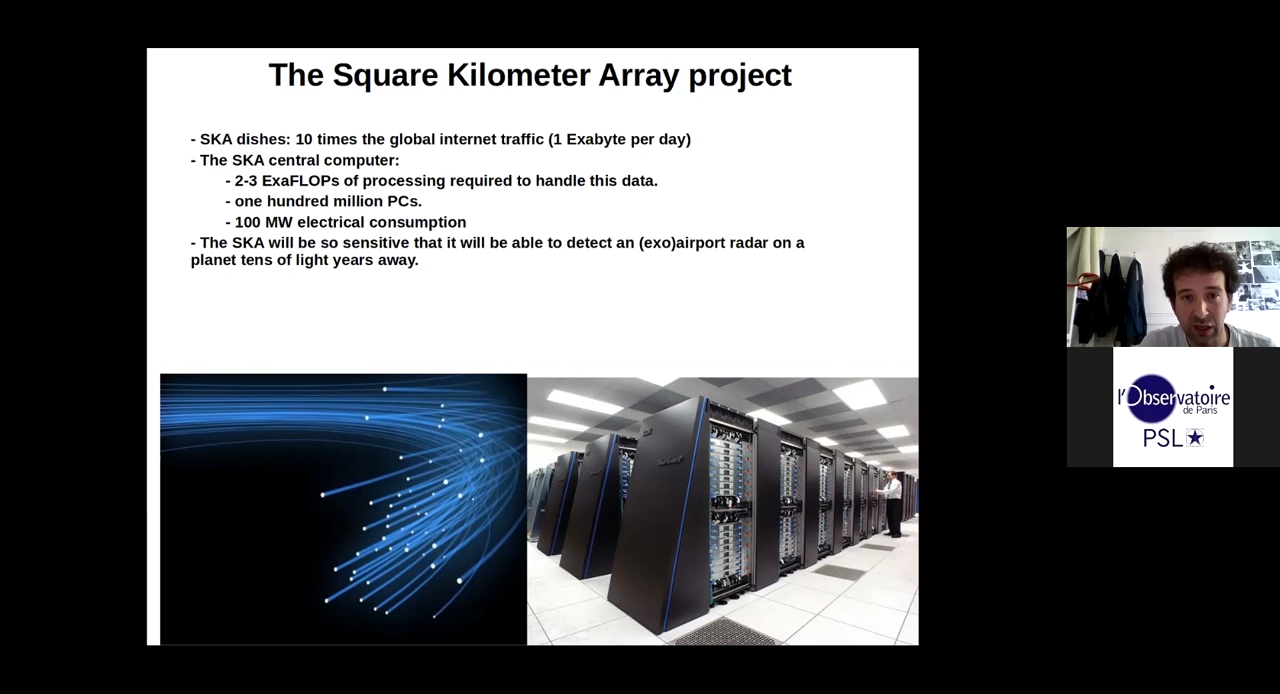 The Square Kilometer Array project
- SKA dishes: 10 times the global internet traffic (1 Exabyte per day)
- The SKA central computer:
- 2-3 ExaFLOPs of processing required to handle this data.
- one hundred million PCs.
- 100 MW electrical consumption
- The SKA will be so sensitive that it will be able to detect an (exo)airport radar on a
planet tens of light years away.
l'Observatoire
de Paris
PSL